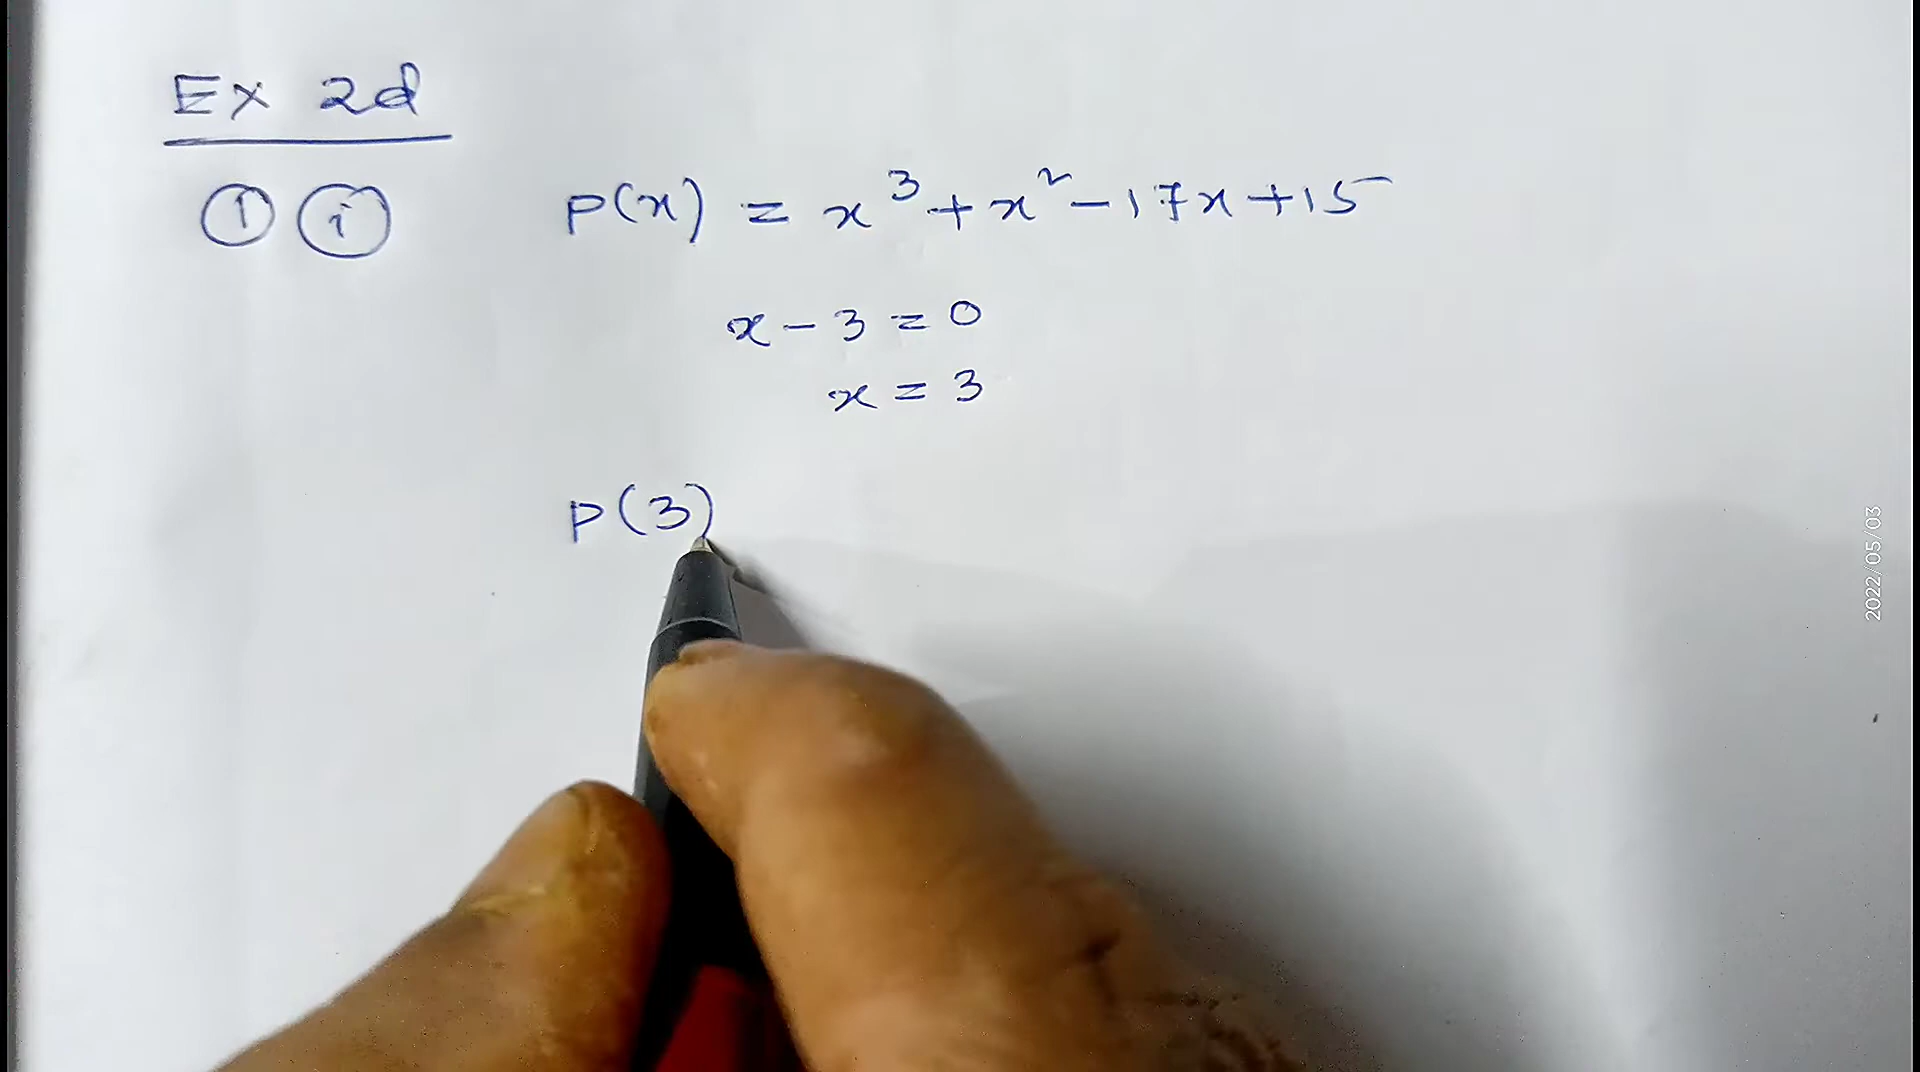 Ex 2d
① ⓘ P(x) = x³ + x² - 17x + 15
x - 3 = 0
x = 3
P(3)
2022/05/03